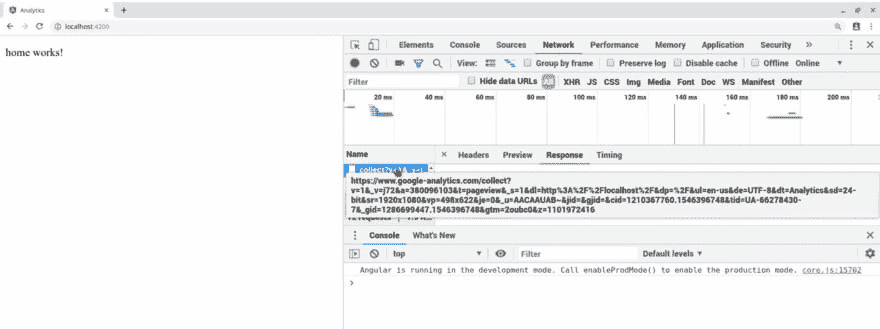 Analytics
localhost:4200
home works!
Elements Console Sources Network Performance Memory Application Security
View: Group by frame Preserve log Disable cache Offline Online
Filter Hide data URLs All XHR JS CSS Img Media Font Doc WS Manifest Other
20 ms 40 ms 60 ms 80 ms 100 ms 120 ms 140 ms 160 ms 180 ms 200 ms
Name Headers Preview Response Timing
https://www.google-analytics.com/collect?
v=1&_v=j72&a=380096103&t=pageview&_s=1&dl=http%3A%2F%2Flocalhost%2F&dp=%2F&ul=en-us&de=UTF-8&dt=Analytics&sd=24-
bit&sr=1920x1080&vp=498x622&je=0&_u=AACAAUAB~&jid=&gjid=&cid=1210367760.1546396748&tid=UA-66278430-
7&_gid=1286699447.1546396748&gtm=2oubc0&z=1101972416
Console What's New
top Filter Default levels
Angular is running in the development mode. Call enableProdMode() to enable the production mode. core.js:15702